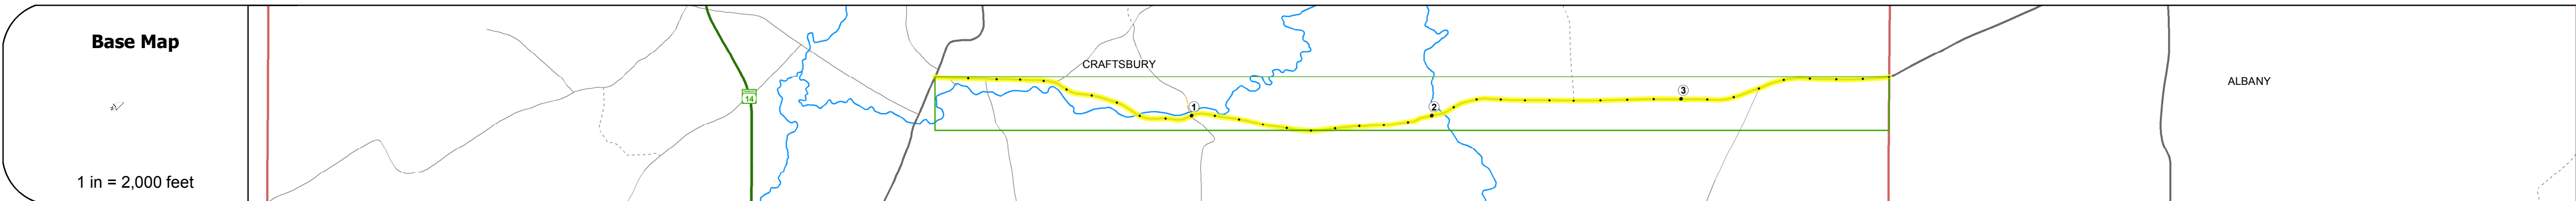 Base Map
1 in = 2,000 feet
14
CRAFTSBURY
1
2
3
ALBANY